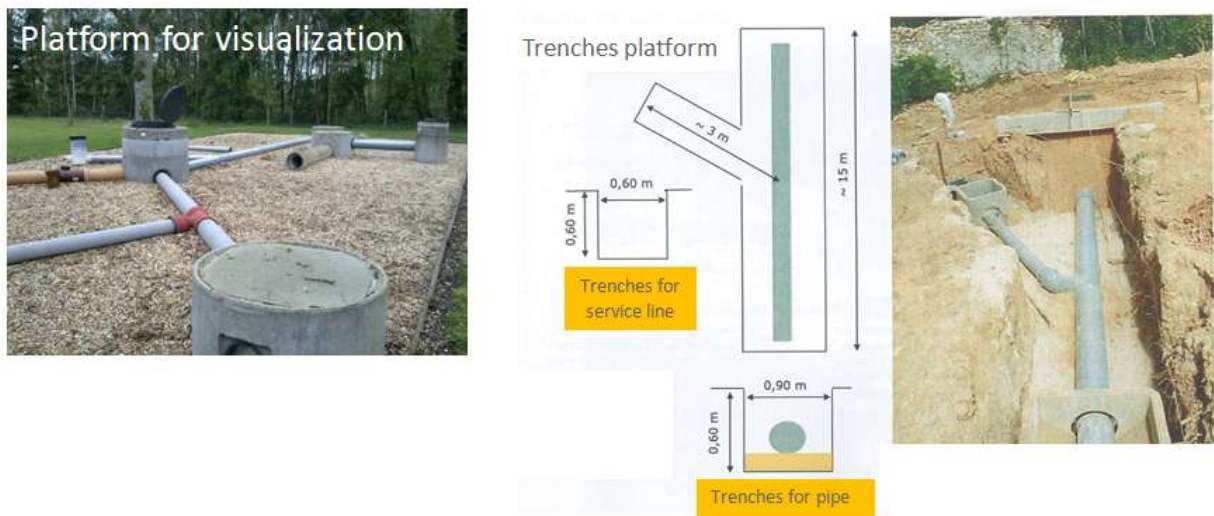 Platform for visualization
Trenches platform
~ 3 m
~ 15 m
0,60 m
0,60 m
Trenches for
service line
0,90 m
0,60 m
Trenches for pipe